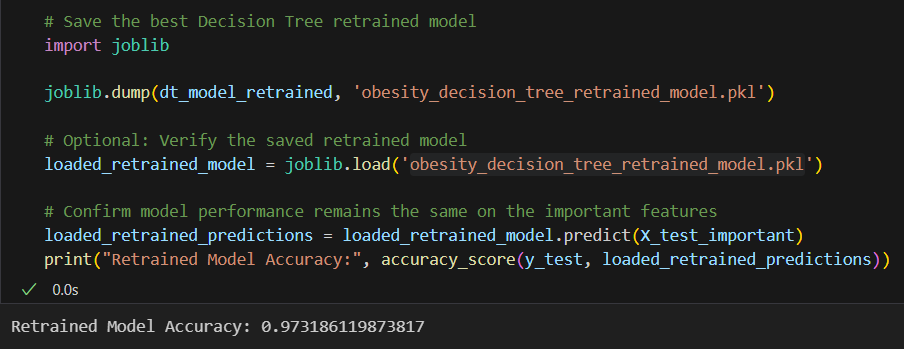 # Save the best Decision Tree retrained model
import joblib
joblib.dump(dt_model_retrained, 'obesity_decision_tree_retrained_model.pkl')
# Optional: Verify the saved retrained model
loaded_retrained_model = joblib.load('obesity_decision_tree_retrained_model.pkl')
# Confirm model performance remains the same on the important features
loaded_retrained_predictions = loaded_retrained_model.predict(X_test_important)
print("Retrained Model Accuracy:", accuracy_score(y_test, loaded_retrained_predictions))
0.0s
Retrained Model Accuracy: 0.973186119873817